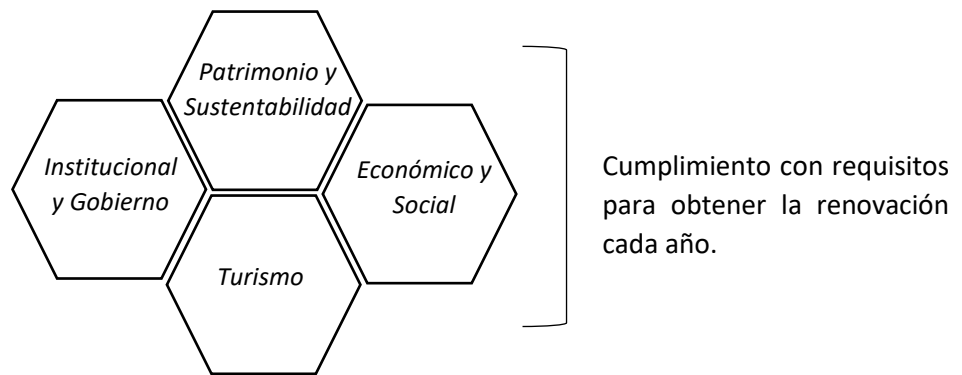 Patrimonio y
Sustentabilidad
Institucional
y Gobierno
Económico y
Social
Turismo
Cumplimiento con requisitos
para obtener la renovación
cada año.